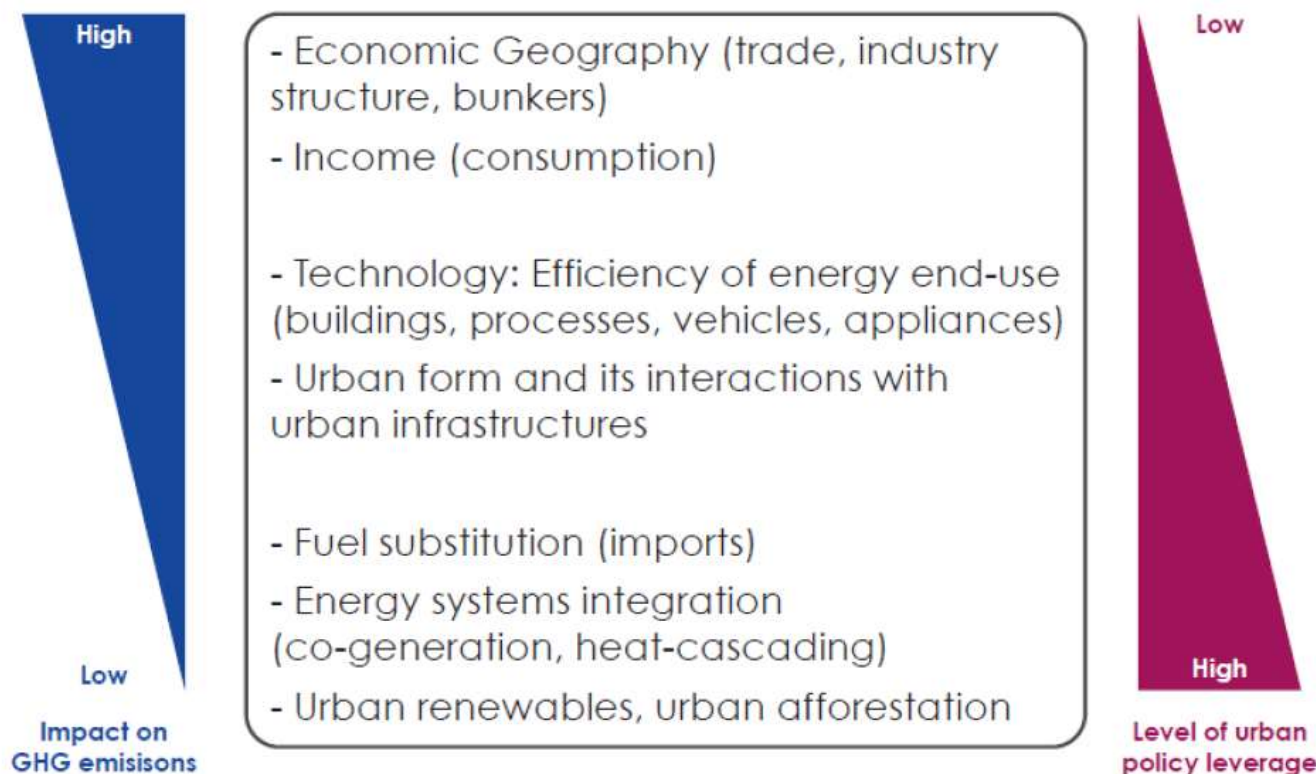 High
Low
- Economic Geography (trade, industry
structure, bunkers)
- Income (consumption)
- Technology: Efficiency of energy end-use
(buildings, processes, vehicles, appliances)
- Urban form and its interactions with
urban infrastructures
- Fuel substitution (imports)
- Energy systems integration
(co-generation, heat-cascading)
- Urban renewables, urban afforestation
Low
High
Impact on
GHG emisisons
Level of urban
policy leverage